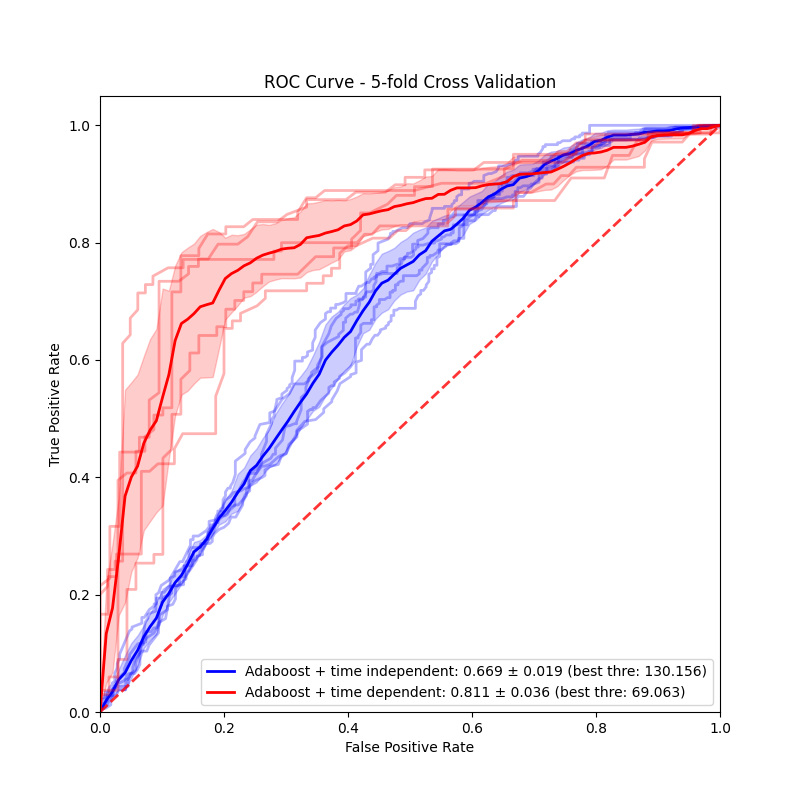 ROC Curve - 5-fold Cross Validation
1.0
0.8
0.6
0.4
0.2
0.0
True Positive Rate
Adaboost + time independent: 0.669 ± 0.019 (best thre: 130.156)
Adaboost + time dependent: 0.811 ± 0.036 (best thre: 69.063)
0.0 0.2 0.4 0.6 0.8 1.0
False Positive Rate